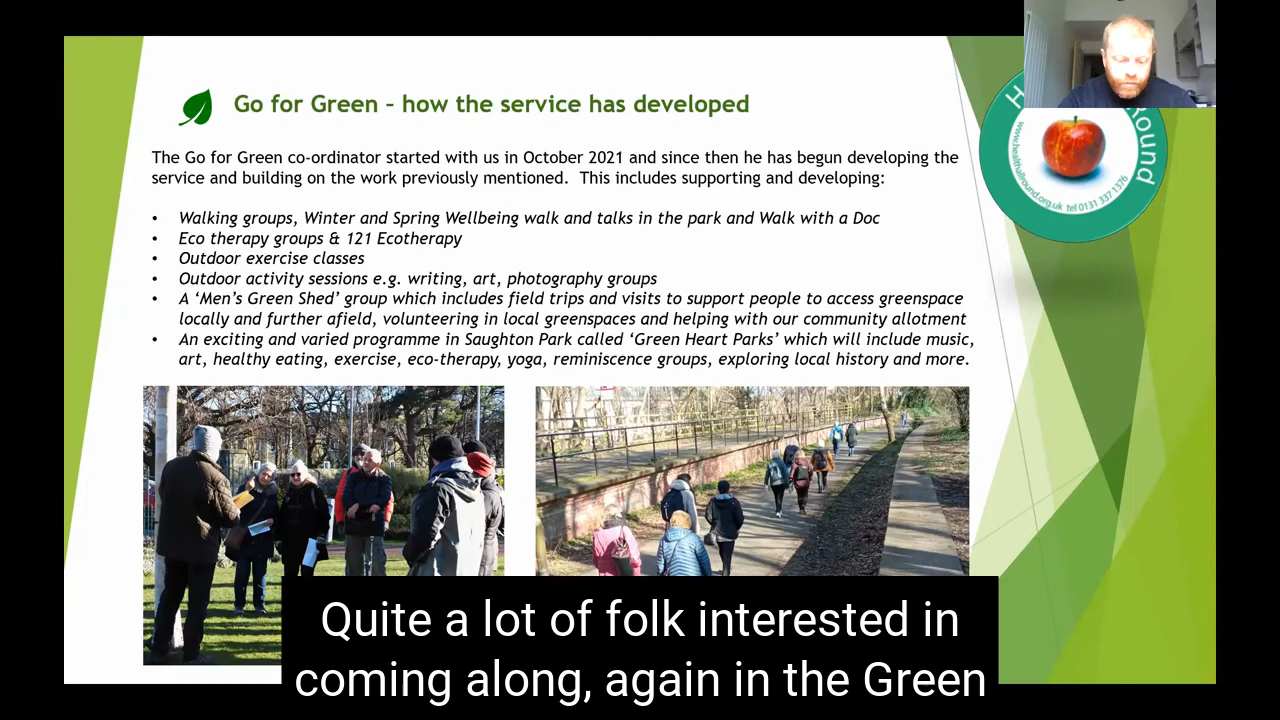 Go for Green – how the service has developed
The Go for Green co-ordinator started with us in October 2021 and since then he has begun developing the
service and building on the work previously mentioned. This includes supporting and developing:
• Walking groups, Winter and Spring Wellbeing walk and talks in the park and Walk with a Doc
• Eco therapy groups & 121 Ecotherapy
• Outdoor exercise classes
• Outdoor activity sessions e.g. writing, art, photography groups
• A ‘Men’s Green Shed’ group which includes field trips and visits to support people to access greenspace
locally and further afield, volunteering in local greenspaces and helping with our community allotment
• An exciting and varied programme in Saughton Park called ‘Green Heart Parks’ which will include music,
art, healthy eating, exercise, eco-therapy, yoga, reminiscence groups, exploring local history and more.
H
ound
www.healthallround.org.uk tel 0131 337 1376
Quite a lot of folk interested in
coming along, again in the Green